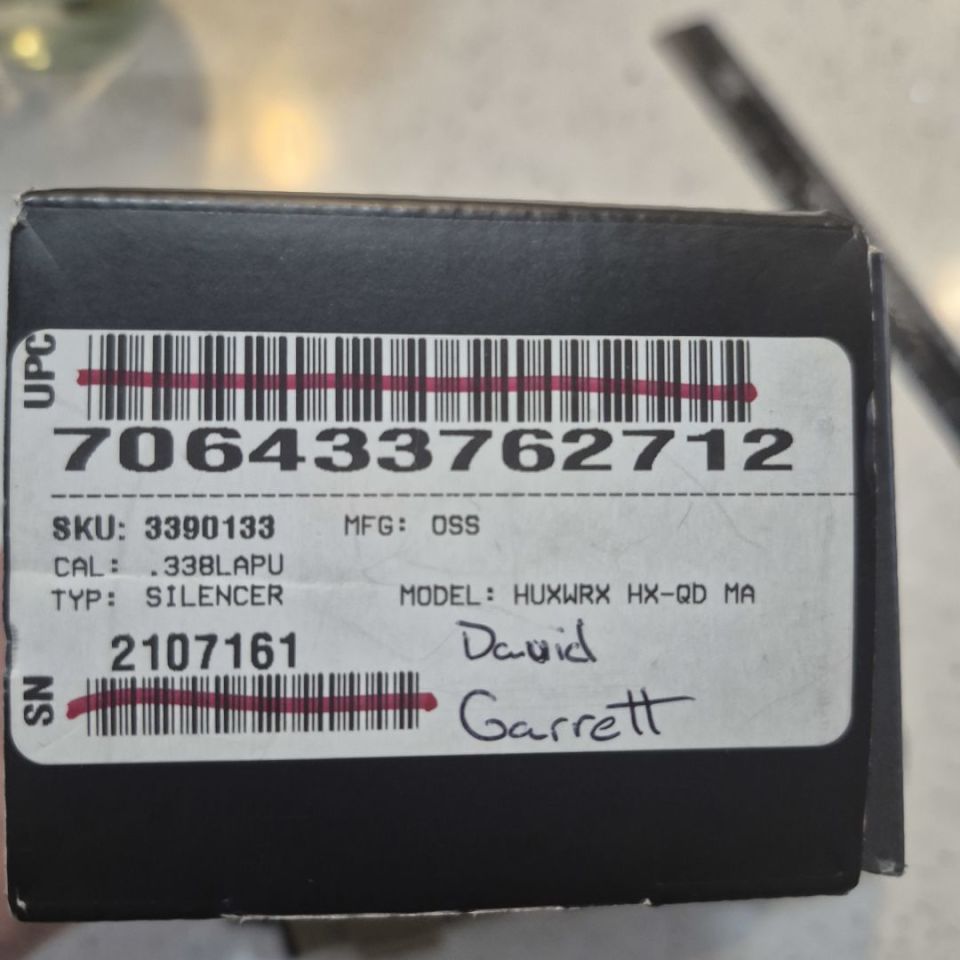 UPC
706433762712
SKU: 3390133 MFG: OSS
CAL: .338LAPU
TYP: SILENCER MODEL: HUXWRX HX-QD MA
SN
2107161
David
Garrett